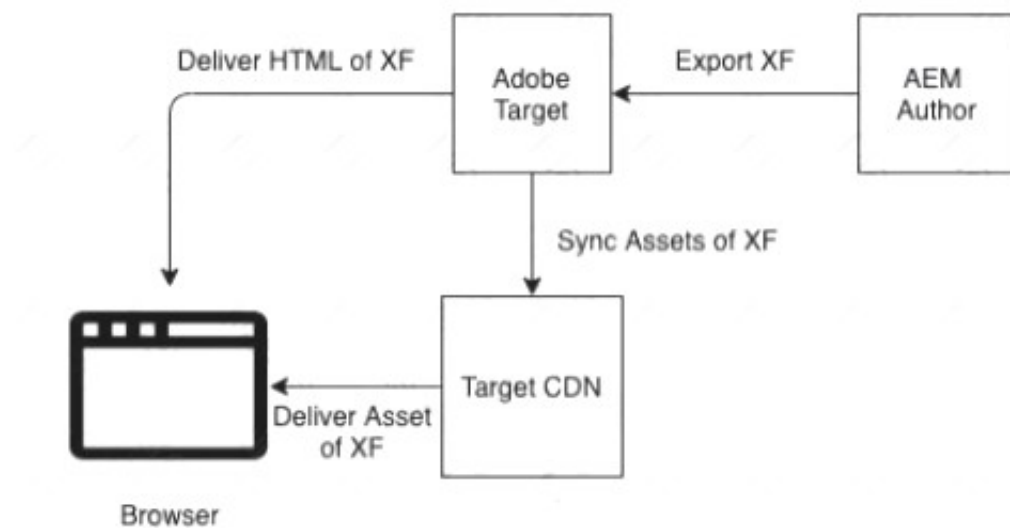 Deliver HTML of XF
Adobe
Target
Export XF
AEM
Author
Sync Assets of XF
Target CDN
Deliver Asset
of XF
Browser